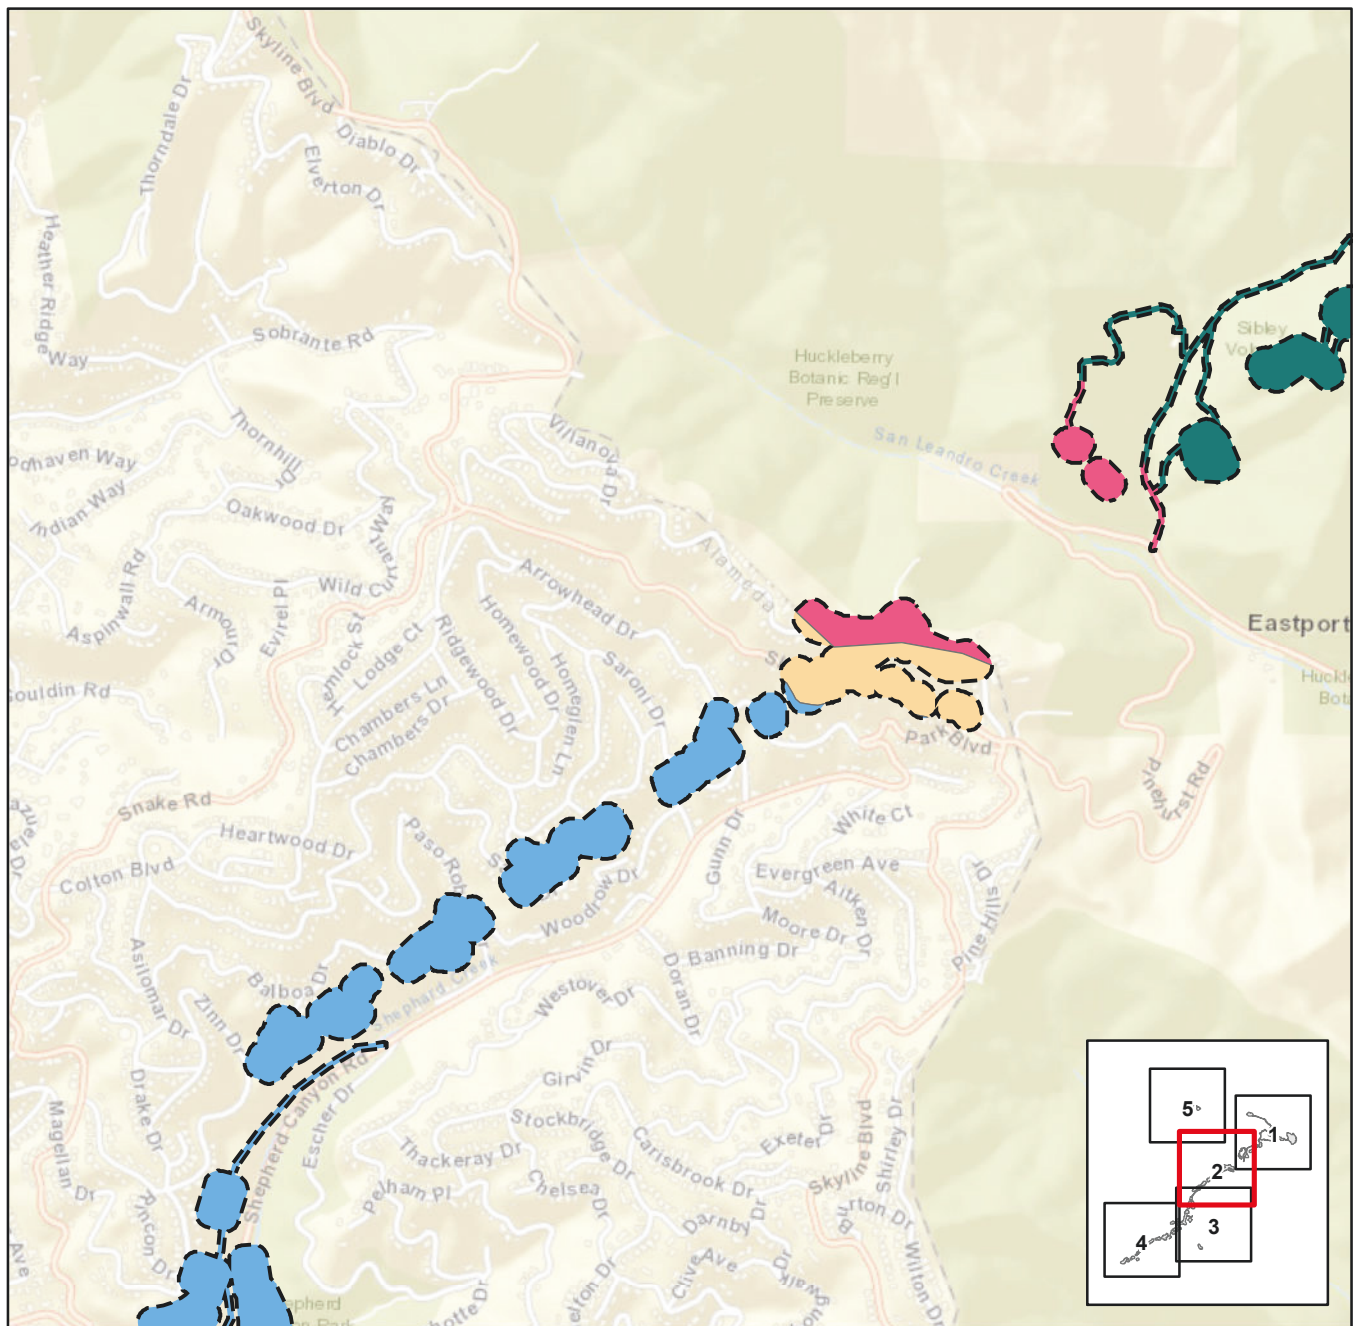 Skyline Blvd
Thorndale Dr
Diablo Dr
Elverton Dr
Heather Ridge
Way
Sobrante Rd
Sibley
Huckleberry
Botanic Reg'l
Preserve
San Leandro Creek
Villanova Dr
Thornhill
Dr
haven Way
Indian Way
Oakwood Dr
Wild Currant Way
Aspinwall Rd
Armour
Dr
Evirel Pl
Alameda
Arrowhead Dr
Homewood Dr
Ridgewood Dr
Homeglen Ln
Saroni Dr
Hemlock St
Lodge Ct
Chambers Ln
Chambers Dr
Eastport
Gouldin Rd
Park Blvd
Pinehurst Rd
Snake Rd
Heartwood Dr
Colton Blvd
Gunn Dr
White Ct
Evergreen Ave
Aitken Dr
Moore Dr
Banning Dr
Pine Hills Dr
Woodrow Dr
Doran Dr
Westover Dr
Shephard Creek
Asilomar Dr
Balboa Dr
Zinn Dr
Drake Dr
Magellan Dr
Ryncon Dr
Ave
Shepherd Canyon Rd
Escher Dr
Girvin Dr
Stockbridge Dr
Thackeray Dr
Pelham Pl
Chelsea Dr
Carisbrook Dr
Exeter Dr
Darnby Dr
Skyline Blvd
Shirley Dr
Wilton Dr
Clive Ave
5
1
2
3
4